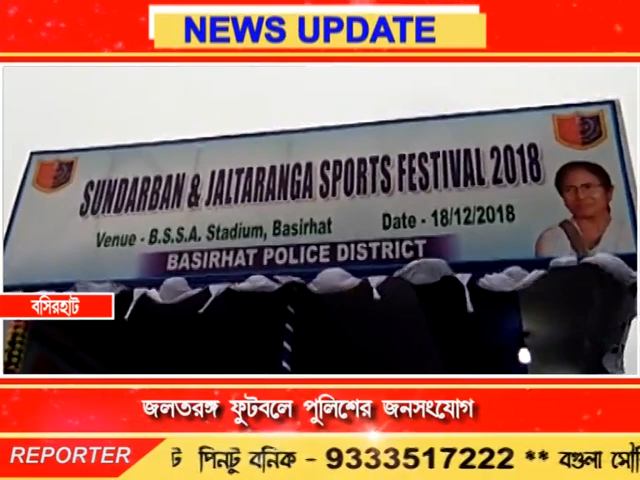 NEWS UPDATE
SUNDARBAN & JALTARANGA SPORTS FESTIVAL 2018
Venue - B.S.S.A. Stadium, Basirhat Date - 18/12/2018
BASIRHAT POLICE DISTRICT
বসিরহাট
জলতরঙ্গ ফুটবলে পুলিশের জনসংযোগ
REPORTER ট পিনটু বনিক - 9333517222 ** বগুলা সৌ